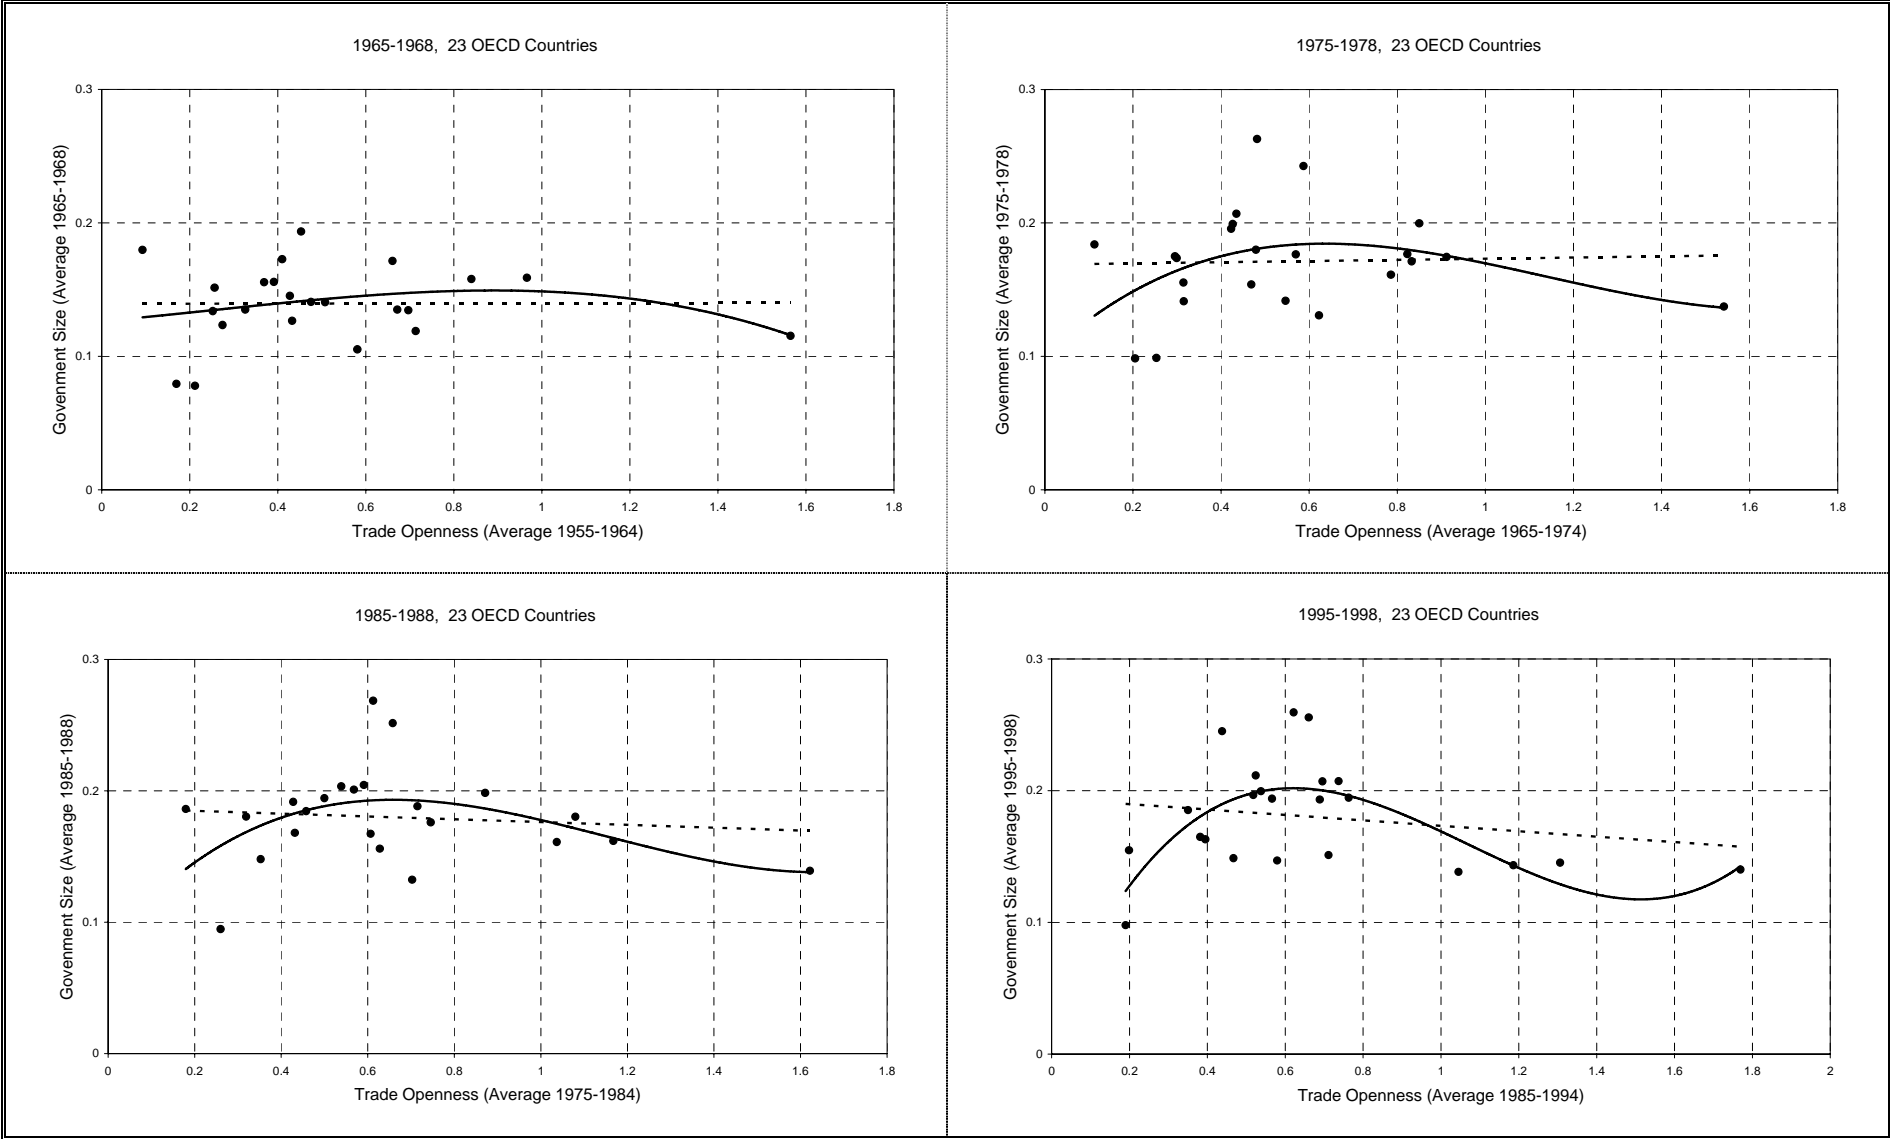 1965-1968,  23 OECD Countries
Govenment Size (Average 1965-1968)
0.3
0.2
0.1
0
0 0.2 0.4 0.6 0.8 1 1.2 1.4 1.6 1.8
Trade Openness (Average 1955-1964)
1975-1978,  23 OECD Countries
Govenment Size (Average 1975-1978)
0.3
0.2
0.1
0
0 0.2 0.4 0.6 0.8 1 1.2 1.4 1.6 1.8
Trade Openness (Average 1965-1974)
1985-1988,  23 OECD Countries
Govenment Size (Average 1985-1988)
0.3
0.2
0.1
0
0 0.2 0.4 0.6 0.8 1 1.2 1.4 1.6 1.8
Trade Openness (Average 1975-1984)
1995-1998,  23 OECD Countries
Govenment Size (Average 1995-1998)
0.3
0.2
0.1
0
0 0.2 0.4 0.6 0.8 1 1.2 1.4 1.6 1.8 2
Trade Openness (Average 1985-1994)